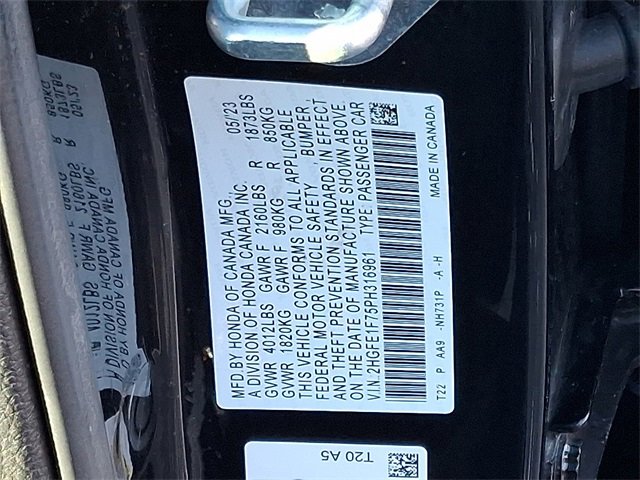 MFD.BY HONDA OF CANADA MFG. 05/23
A DIVISION OF HONDA CANADA INC.
GVWR 4012LBS GAWR F 2160LBS R 1873LBS
GVWR 1820KG GAWR F 980KG R 850KG
THIS VEHICLE CONFORMS TO ALL APPLICABLE
FEDERAL MOTOR VEHICLE SAFETY, BUMPER,
AND THEFT PREVENTION STANDARDS IN EFFECT
ON THE DATE OF MANUFACTURE SHOWN ABOVE.
V.I.N. 2HGFE1F75PH316961 TYPE PASSENGER CAR
T22 P AA9 -NH731P -A -H MADE IN CANADA
T20 A5